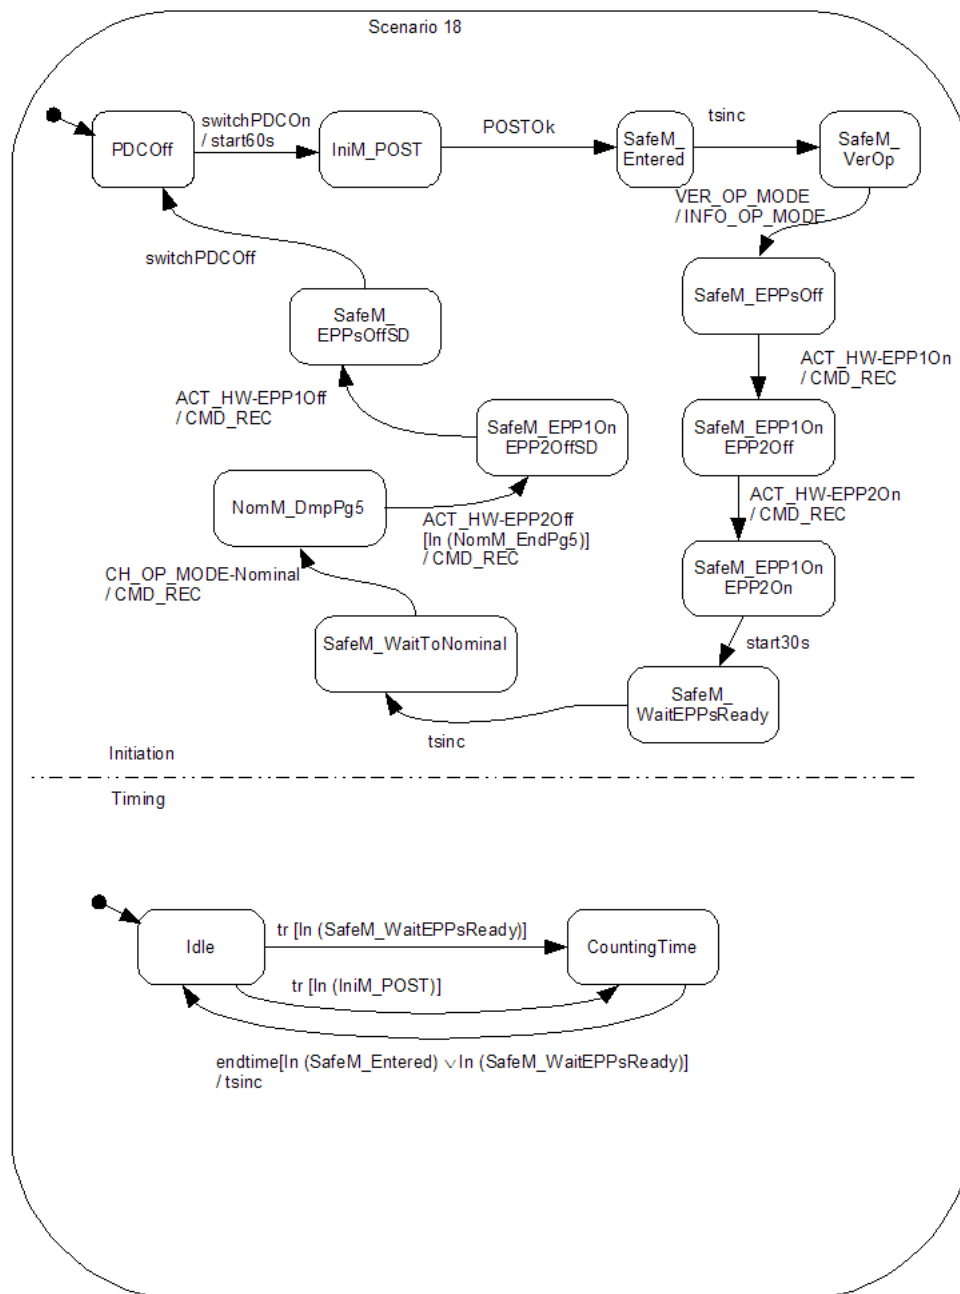 Scenario 18
switchPDCOn
/ start60s
PDCOff
IniM_POST
POSTOk
SafeM_
Entered
tsinc
SafeM_
VerOp
VER_OP_MODE
/ INFO_OP_MODE
switchPDCOff
SafeM_EPPsOff
SafeM_
EPPsOffSD
ACT_HW-EPP1On
/ CMD_REC
ACT_HW-EPP1Off
/ CMD_REC
SafeM_EPP1On
EPP2OffSD
SafeM_EPP1On
EPP2Off
NomM_DmpPg5
ACT_HW-EPP2Off
[In (NomM_EndPg5)]
/ CMD_REC
ACT_HW-EPP2On
/ CMD_REC
CH_OP_MODE-Nominal
/ CMD_REC
SafeM_EPP1On
EPP2On
SafeM_WaitToNominal
start30s
SafeM_
WaitEPPsReady
tsinc
Initiation
Timing
Idle
tr [In (SafeM_WaitEPPsReady)]
CountingTime
tr [In (IniM_POST)]
endtime[In (SafeM_Entered) ∨ In (SafeM_WaitEPPsReady)]
/ tsinc